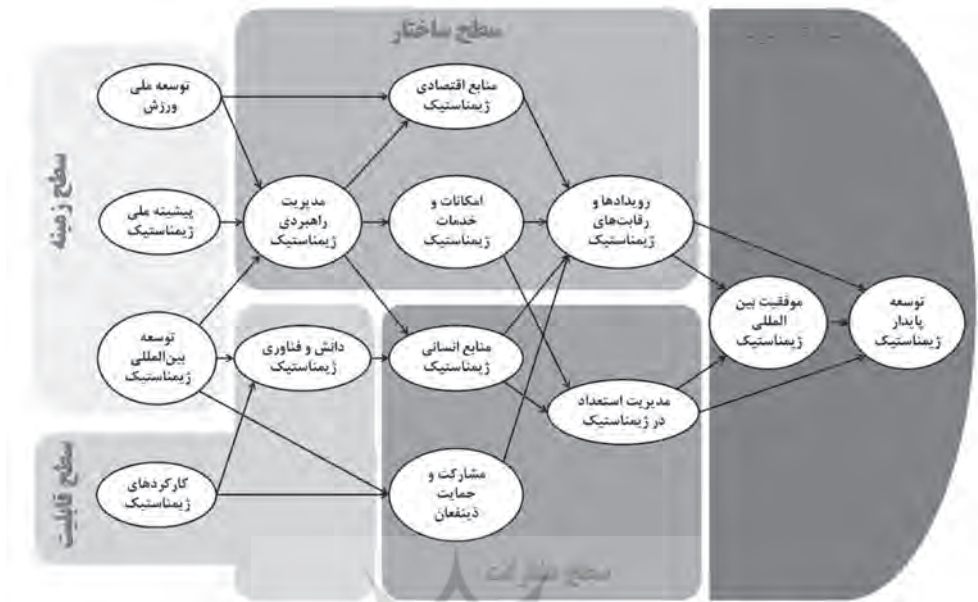 سطح ساختار
سطح زمینه
سطح قابلیت
توسعه ملی
ورزش
پیشینه ملی
ژیمناستیک
توسعه
بین‌المللی
ژیمناستیک
کارکردهای
ژیمناستیک
مدیریت
راهبردی
ژیمناستیک
دانش و فناوری
ژیمناستیک
منابع اقتصادی
ژیمناستیک
امکانات و
خدمات
ژیمناستیک
منابع انسانی
ژیمناستیک
مشارکت و
حمایت
ذینفعان
رویدادها و
رقابت‌های
ژیمناستیک
مدیریت استعداد
در ژیمناستیک
موفقیت بین
المللی
ژیمناستیک
توسعه
پایدار
ژیمناستیک
سطح